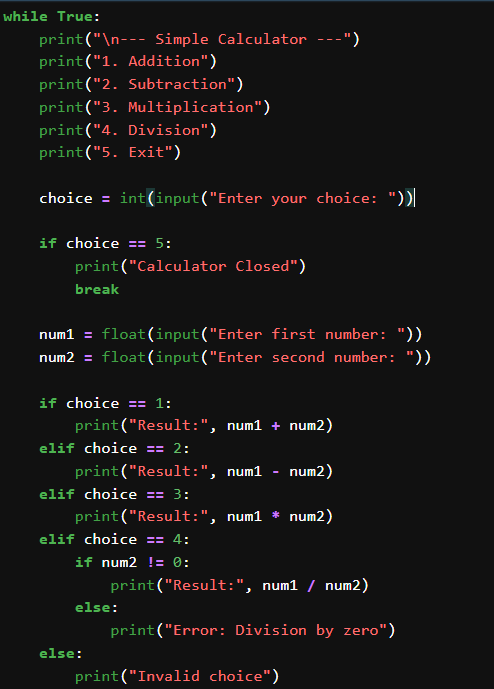 while True:
    print("\n--- Simple Calculator ---")
    print("1. Addition")
    print("2. Subtraction")
    print("3. Multiplication")
    print("4. Division")
    print("5. Exit")

    choice = int(input("Enter your choice: "))

    if choice == 5:
        print("Calculator Closed")
        break

    num1 = float(input("Enter first number: "))
    num2 = float(input("Enter second number: "))

    if choice == 1:
        print("Result:", num1 + num2)
    elif choice == 2:
        print("Result:", num1 - num2)
    elif choice == 3:
        print("Result:", num1 * num2)
    elif choice == 4:
        if num2 != 0:
            print("Result:", num1 / num2)
        else:
            print("Error: Division by zero")
    else:
        print("Invalid choice")